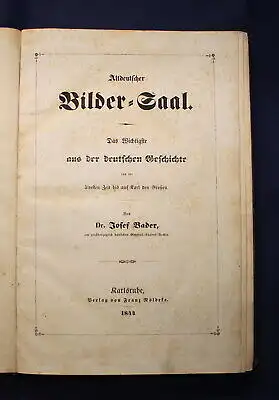 Altdeutscher
Bilder=Saal.
Das Wichtigste
aus der deutschen Geschichte
von der
ältesten Zeit bis auf Karl den Großen.
Von
Dr. Josef Bader,
Karlsruhe,
Verlag von Franz Nöldeke.
1844